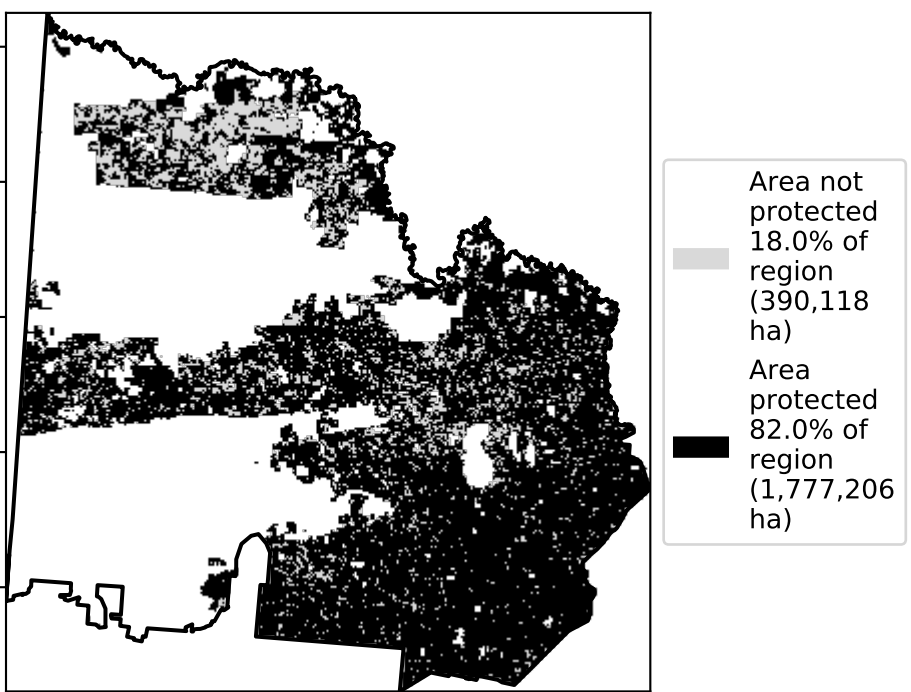 Area not
protected
18.0% of
region
(390,118
ha)
Area
protected
82.0% of
region
(1,777,206
ha)